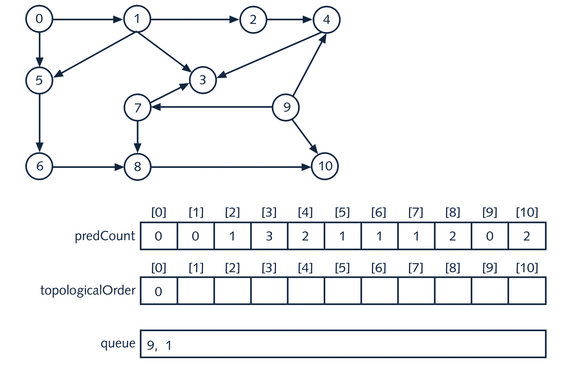 0 1 2 4
5 3
7 9
6 8 10
[0] [1] [2] [3] [4] [5] [6] [7] [8] [9] [10]
predCount 0 0 1 3 2 1 1 1 2 0 2
[0] [1] [2] [3] [4] [5] [6] [7] [8] [9] [10]
topologicalOrder 0
queue 9, 1